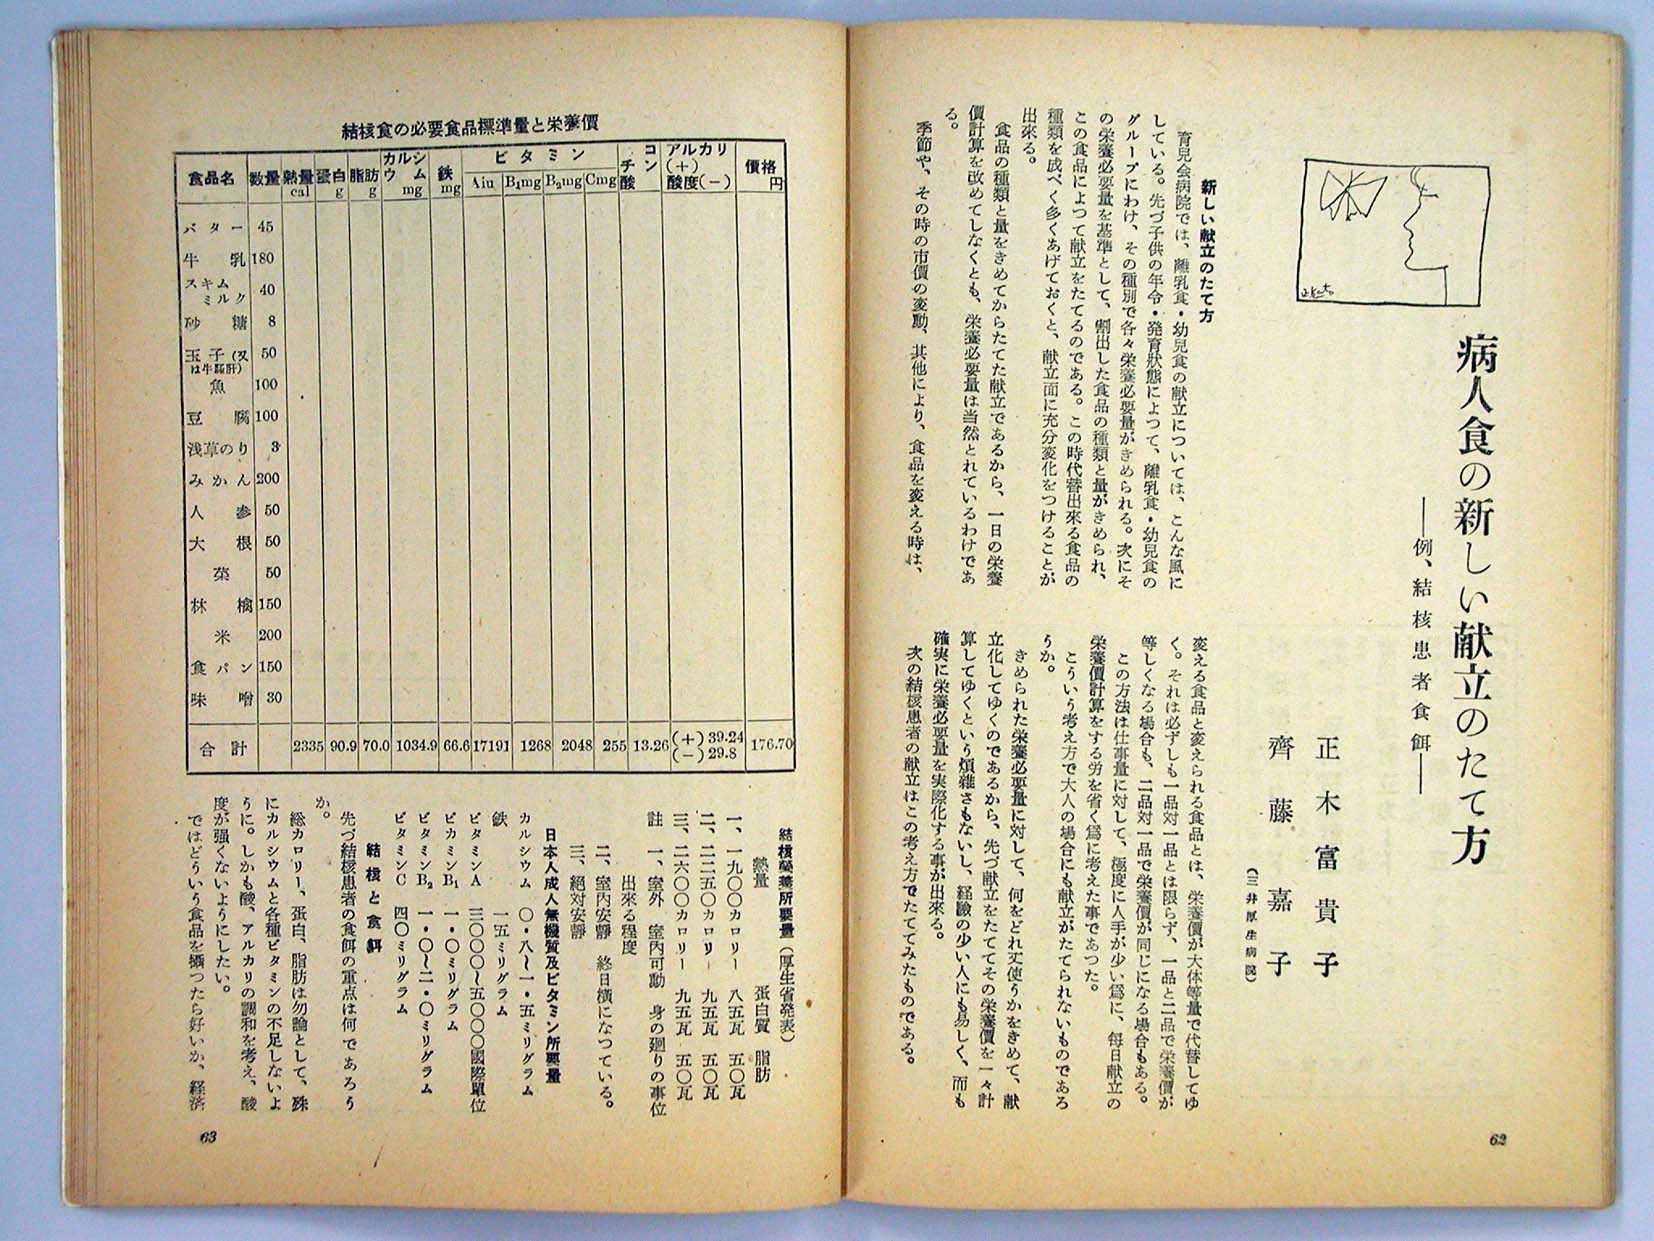 病人食の新しい献立のたて方
―例、結核患者食餌―
正木富貴子
齊藤嘉子
(三井厚生病院)
新しい献立のたて方
育兒会病院では、離乳食・幼兒食の献立については、こんな風に
している。先づ子供の年令・発育狀態によつて、離乳食・幼兒食の
グループにわけ、その種別で各々栄養必要量がきめられる。次にそ
の栄養必要量を基準として、割出した食品の種類と量がきめられ、
この食品によつて献立をたてるのである。この時代替出來る食品の
種類を成べく多くあげておくと、献立面に充分変化をつけることが
出來る。
食品の種類と量をきめてからたてた献立であるから、一日の栄養
價計算を改めてしなくとも、栄養必要量は当然とれているわけであ
る。
季節や、その時の市價の変動、其他により、食品を変える時は、
変える食品と変えられる食品とは、栄養價が大体等量で代替してゆ
く。それは必ずしも一品対一品とは限らず、一品と二品で栄養價が
等しくなる場合も、二品対一品で栄養價が同じになる場合もある。
この方法は仕事量に対して、極度に人手が少い爲に、毎日献立の
栄養價計算をする労を省く爲に考えた事であつた。
こういう考え方で大人の場合にも献立がたてられないものであろ
うか。
きめられた栄養必要量に対して、何をどれ丈使うかをきめて、献
立化してゆくのであるから、先づ献立をたててその栄養價を一々計
算してゆくという煩雑さもないし、経驗の少い人にも易しく、而も
確実に栄養必要量を実際化する事が出來る。
次の結核患者の献立はこの考え方でたててみたものである。
62
結核食の必要食品標準量と栄養價
食品名 数量 熱量cal 蛋白g 脂肪g カルシウムmg 鉄mg ビタミン Aiu B₁mg B₂mg Cmg ニコチン酸 アルカリ(+)酸度(−) 價格円
バター 45
牛乳 180
スキムミルク 40
砂糖 8
玉子(又は牛豚肝) 50
魚 100
豆腐 100
浅草のり 3
みかん 200
人参 50
大根 50
菜 50
林檎 150
米 200
食パン 150
味噌 30
合計 2335 90.9 70.0 1034.9 66.6 17191 1268 2048 255 13.26 (+) 39.24 (−) 29.8 176.70
結核栄養所要量(厚生省発表)
熱量 蛋白質 脂肪
一、一九〇〇カロリー 八五瓦 五〇瓦
二、二二五〇カロリー 九五瓦 五〇瓦
三、二六〇〇カロリー 九五瓦 五〇瓦
註 一、室外 室內可動 身の廻りの事位
出來る程度
二、室內安靜 終日横になつている。
三、絕対安靜
日本人成人無機質及ビタミン所要量
カルシウム 〇・八〜一・五ミリグラム
鉄 一五ミリグラム
ビタミンA 三〇〇〇〜五〇〇〇國際單位
ビカミンB₁ 一・〇ミリグラム
ビタミンB₂ 一・〇〜二・〇ミリグラム
ビタミンC 四〇ミリグラム
結核と食餌
先づ結核患者の食餌の重点は何であろう
か。
総カロリー、蛋白、脂肪は勿論として、殊
にカルシウムと各種ビタミンの不足しないよ
うに。しかも酸、アルカリの調和を考え、酸
度が强くないようにしたい。
ではどういう食品を攝つたら好いか、経済
63